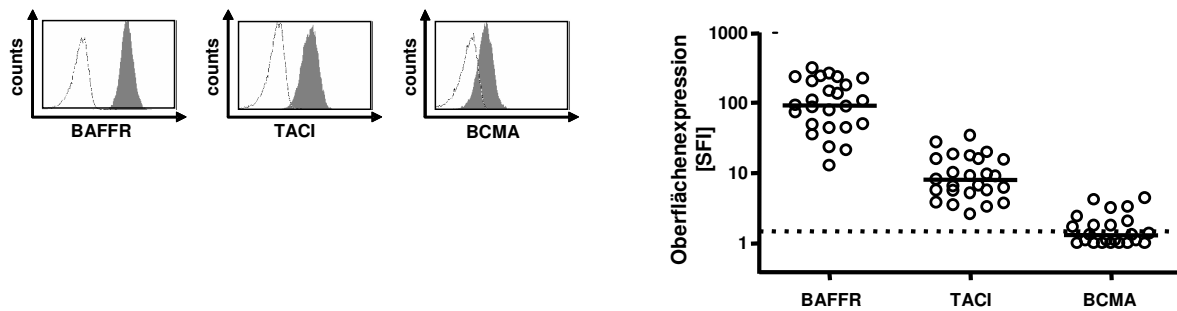 counts
BAFFR
counts
TACI
counts
BCMA
Oberflächenexpression
[SFI]
1000
100
10
1
BAFFR
TACI
BCMA